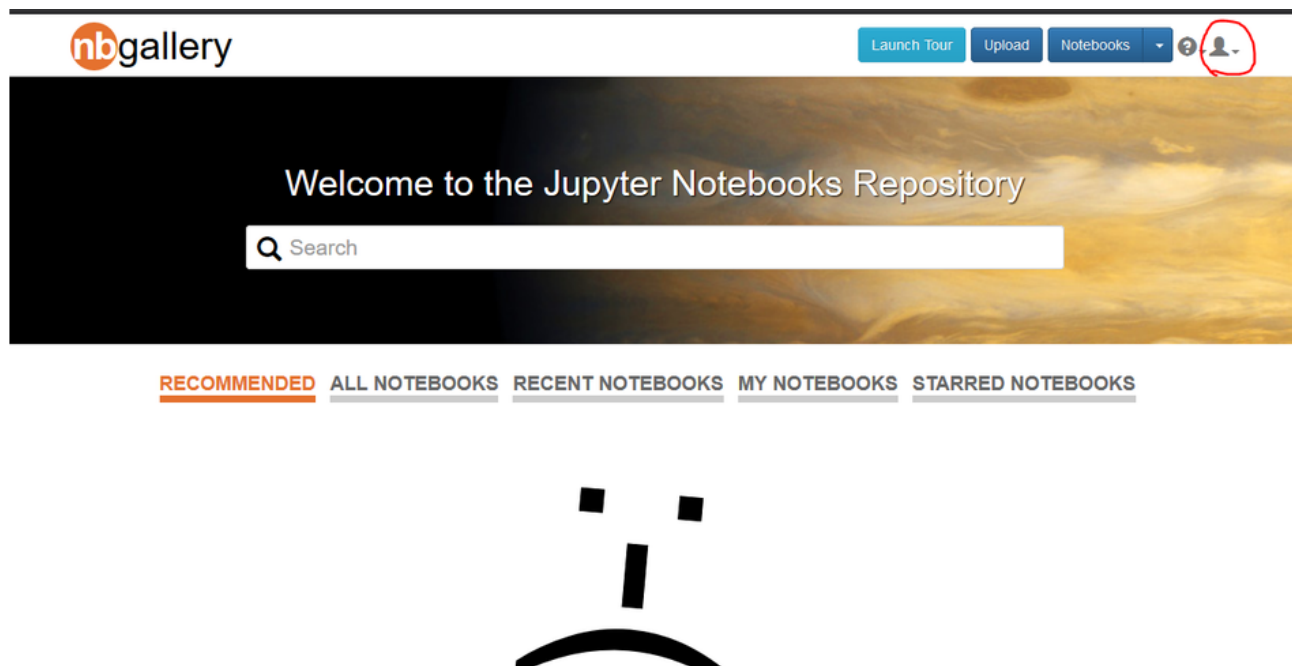 nbgallery
Launch Tour Upload Notebooks
Welcome to the Jupyter Notebooks Repository
Search
RECOMMENDED ALL NOTEBOOKS RECENT NOTEBOOKS MY NOTEBOOKS STARRED NOTEBOOKS